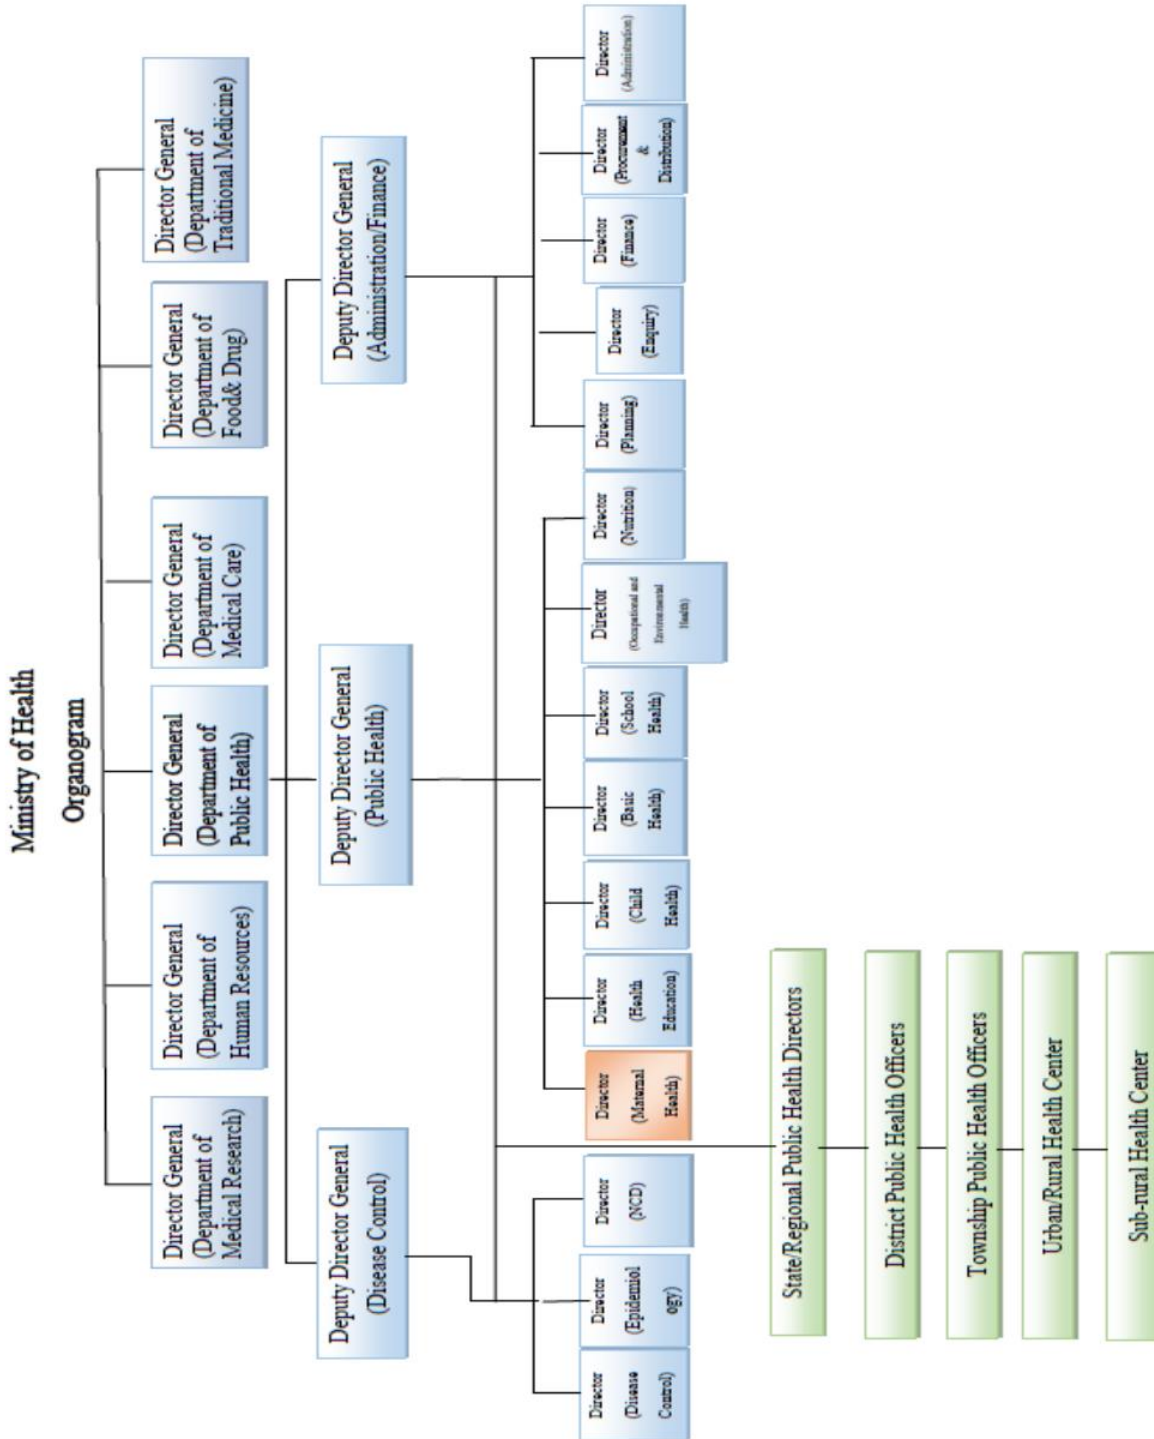 Ministry of Health
Organogram
Director General
(Department of
Medical Research)
Director General
(Department of
Human Resources)
Director General
(Department of
Public Health)
Director General
(Department of
Medical Care)
Director General
(Department of
Food& Drug)
Director General
(Department of
Traditional Medicine)
Deputy Director General
(Disease Control)
Deputy Director General
(Public Health)
Deputy Director General
(Administration/Finance)
Director
(Disease
Control)
Director
(Epidemiol
ogy)
Director
(NCD)
Director
(Maternal
Health)
Director
(Health
Education)
Director
(Child
Health)
Director
(Basic
Health)
Director
(School
Health)
Director
(Occupational and
Environmental
Health)
Director
(Nutrition)
Director
(Planning)
Director
(Enquiry)
Director
(Finance)
Director
(Procurement
&
Distribution)
Director
(Administration)
State/Regional Public Health Directors
District Public Health Officers
Township Public Health Officers
Urban/Rural Health Center
Sub-rural Health Center